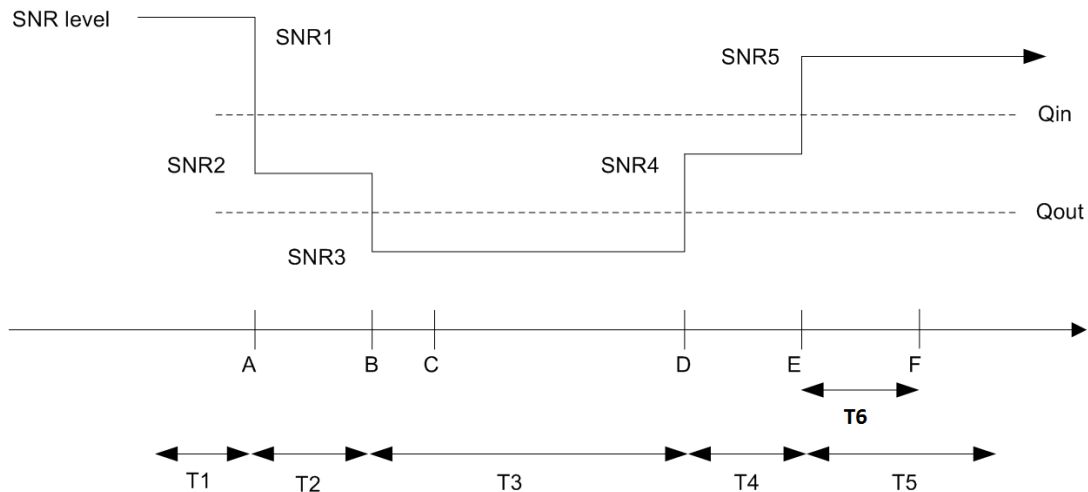 SNR level
SNR1
SNR5
Qin
SNR2
SNR4
Qout
SNR3
A
B
C
D
E
F
T6
T1
T2
T3
T4
T5